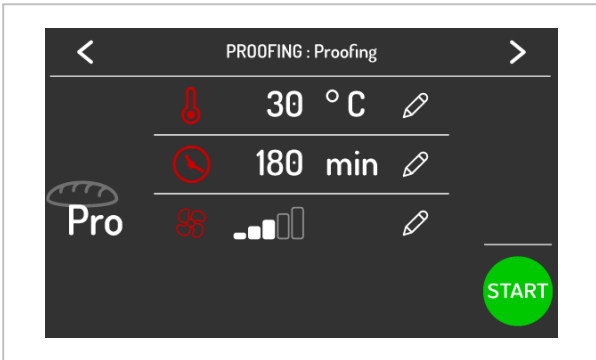 PROOFING : Proofing
30 °C
180 min
Pro
START